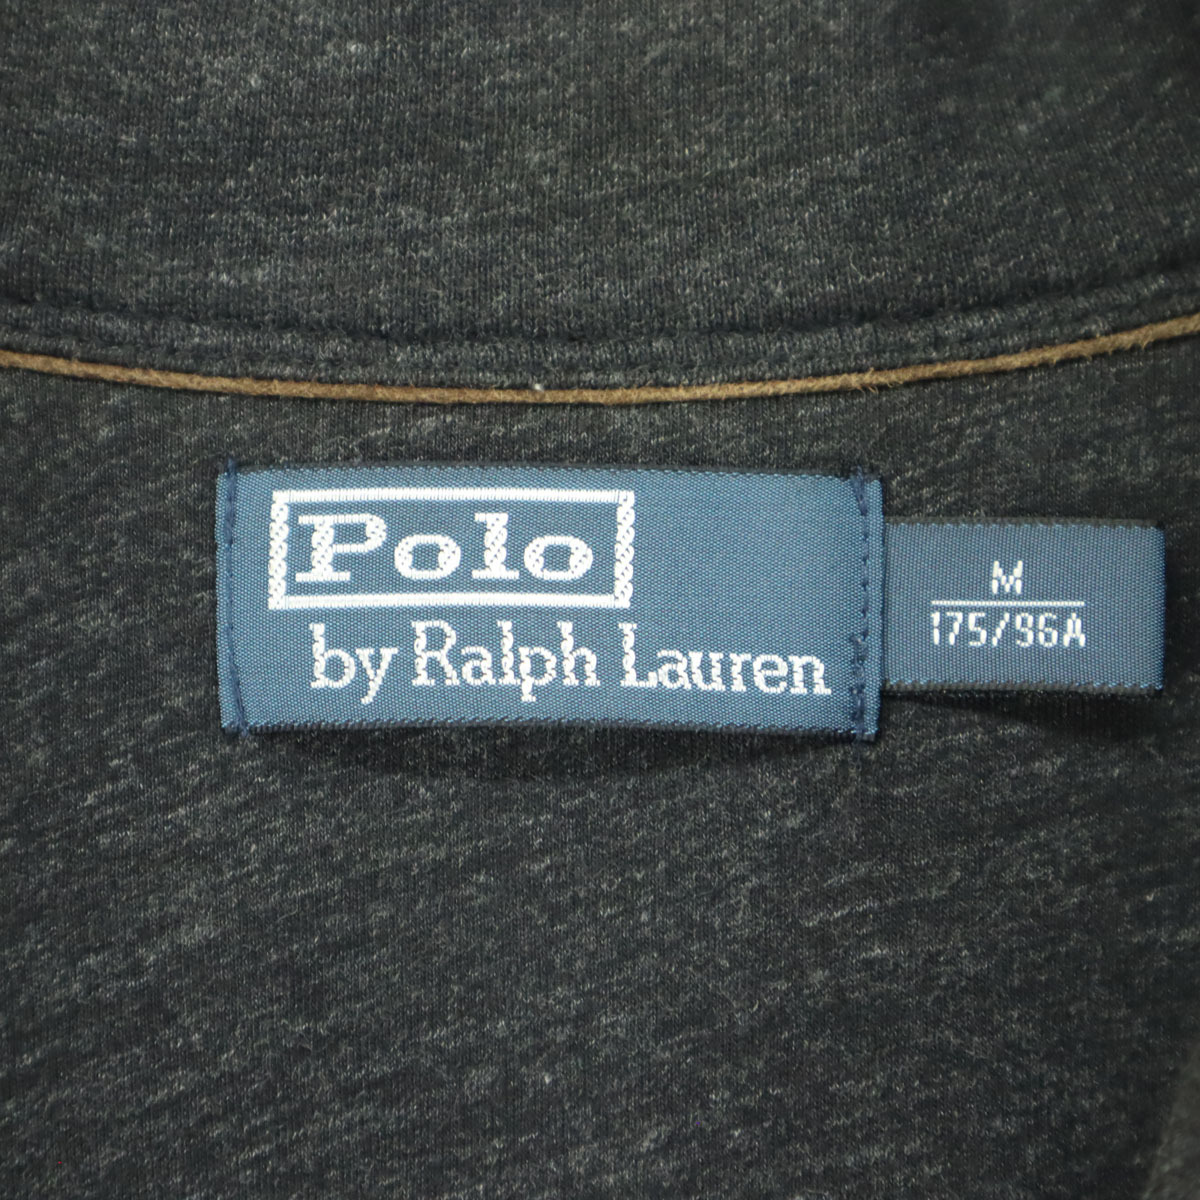 Polo
by Ralph Lauren
M
175/96A